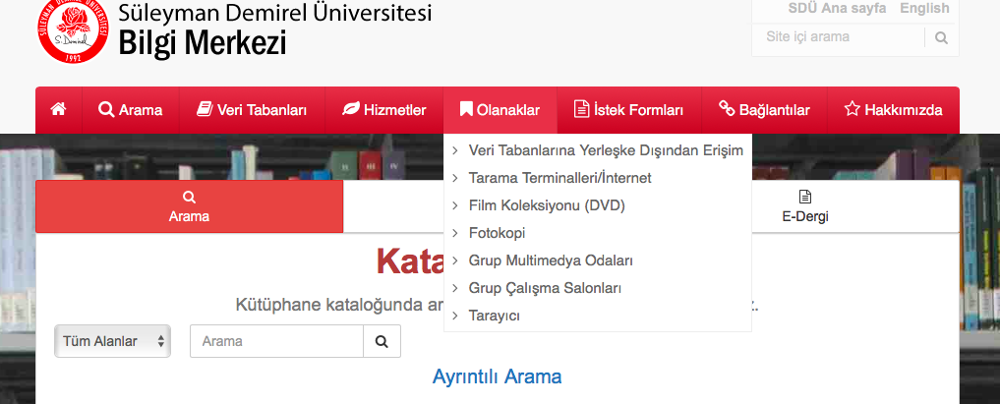 SÜLEYMAN DEMİREL ÜNİVERSİTESİ
S. Demirel
1992
Süleyman Demirel Üniversitesi
Bilgi Merkezi
SDÜ Ana sayfa English
Site içi arama
Arama Veri Tabanları Hizmetler Olanaklar İstek Formları Bağlantılar Hakkımızda
Veri Tabanlarına Yerleşke Dışından Erişim
Tarama Terminalleri/İnternet
Film Koleksiyonu (DVD)
Fotokopi
Grup Multimedya Odaları
Grup Çalışma Salonları
Tarayıcı
Arama
E-Dergi
Kata
Kütüphane kataloğunda ar z.
Tüm Alanlar Arama
Ayrıntılı Arama